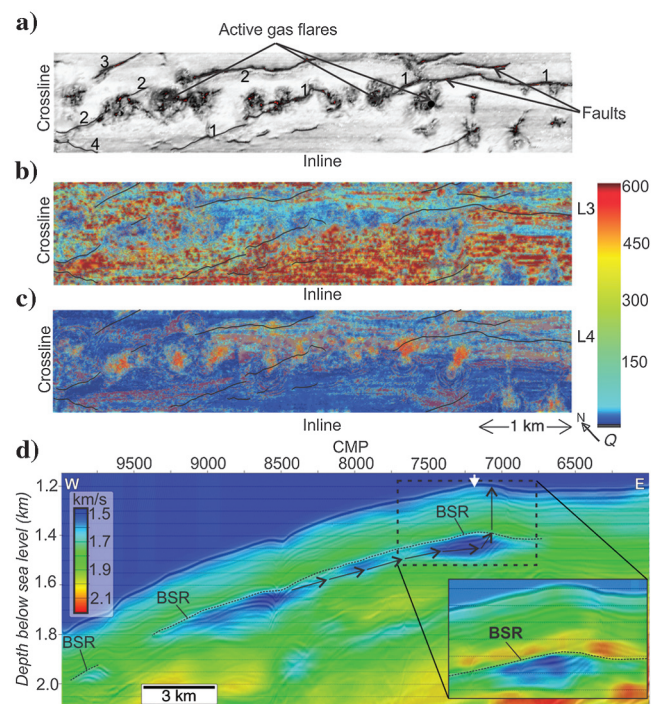 a)
Active gas flares
Crossline
3
2
2
1
1
2
1
1
4
Faults
Inline
b)
Crossline
L3
Inline
c)
Crossline
L4
Inline
600
450
300
150
Q
N
1 km
d)
CMP
9500 9000 8500 8000 7500 7000 6500
Depth below sea level (km)
1.2
1.4
1.6
1.8
2.0
W
E
km/s
1.5
1.7
1.9
2.1
BSR
BSR
BSR
BSR
3 km